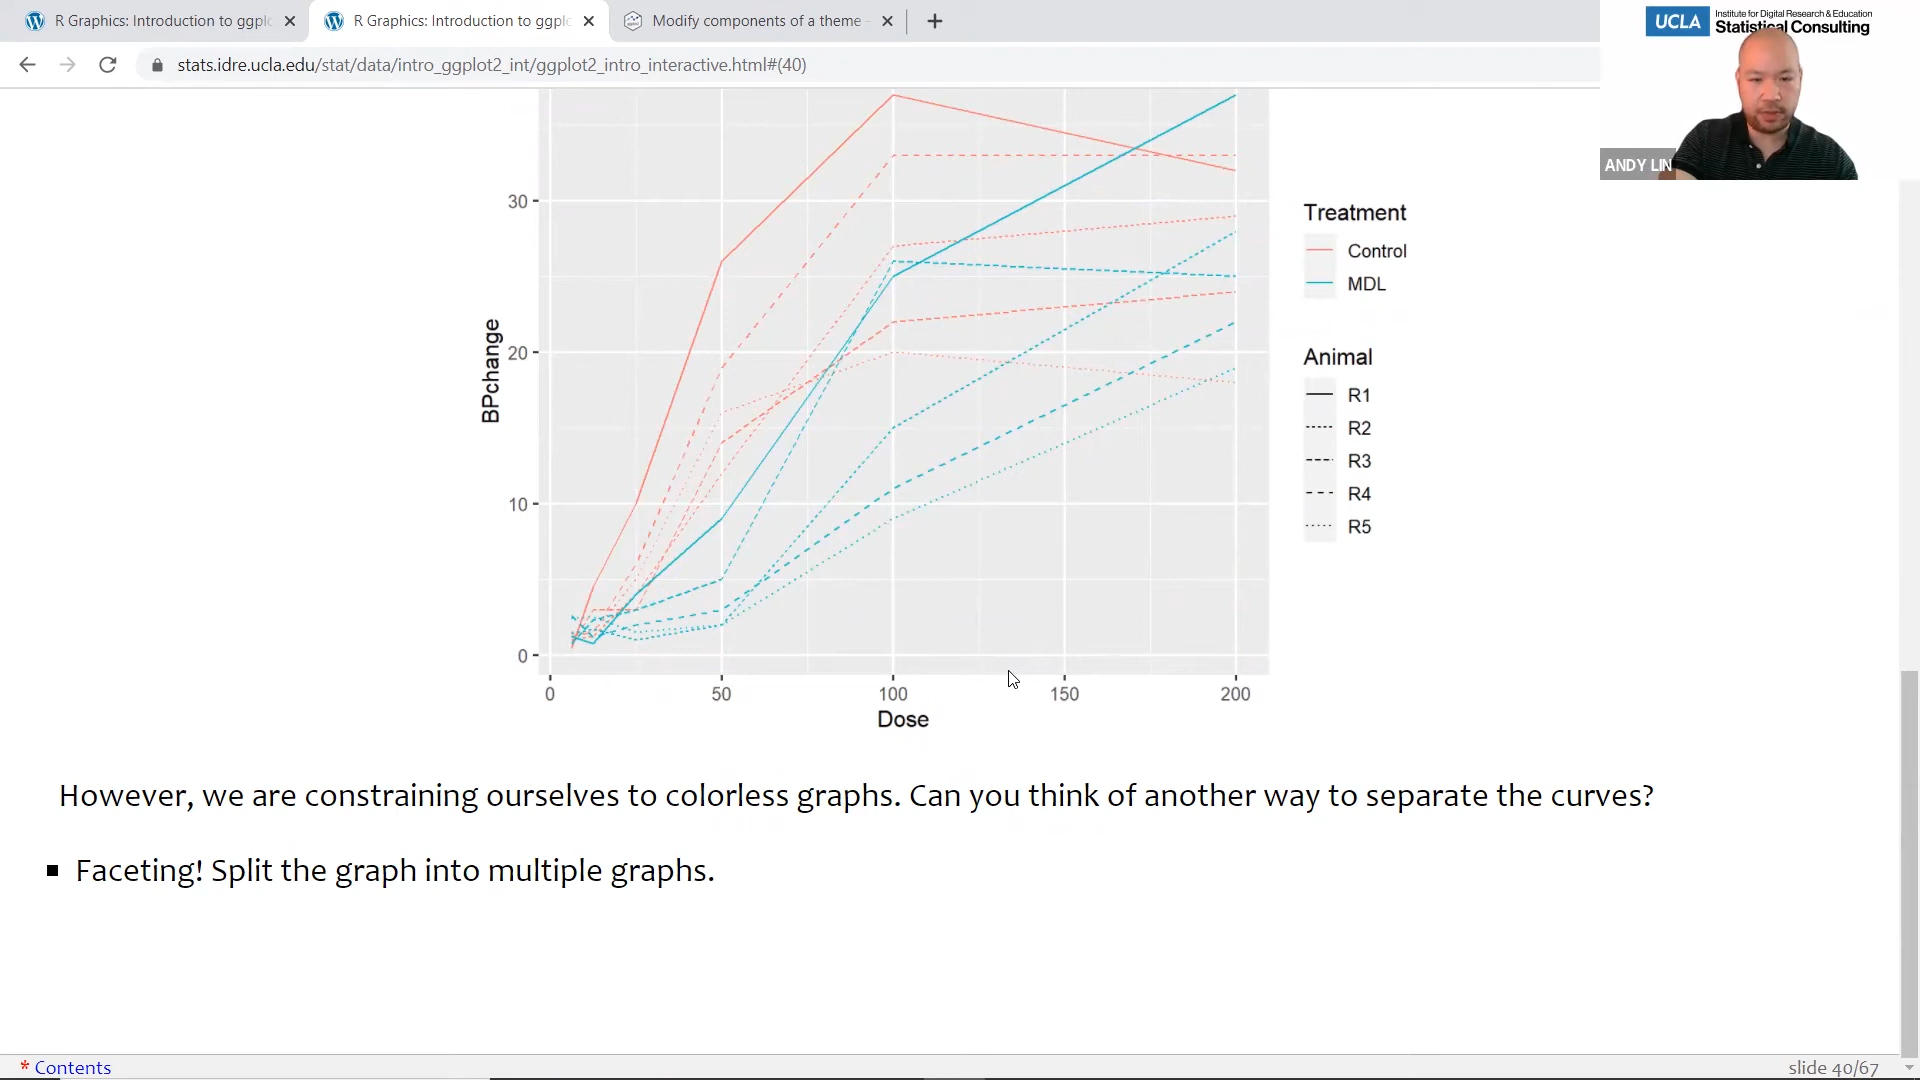 R Graphics: Introduction to ggpl
R Graphics: Introduction to ggpl
Modify components of a theme
stats.idre.ucla.edu/stat/data/intro_ggplot2_int/ggplot2_intro_interactive.html#(40)
UCLA
Institute for Digital Research & Education
Statistical Consulting
ANDY LIN
30
20
10
0
BPchange
0 50 100 150 200
Dose
Treatment
Control
MDL
Animal
R1
R2
R3
R4
R5
However, we are constraining ourselves to colorless graphs. Can you think of another way to separate the curves?
Faceting! Split the graph into multiple graphs.
* Contents
slide 40/67